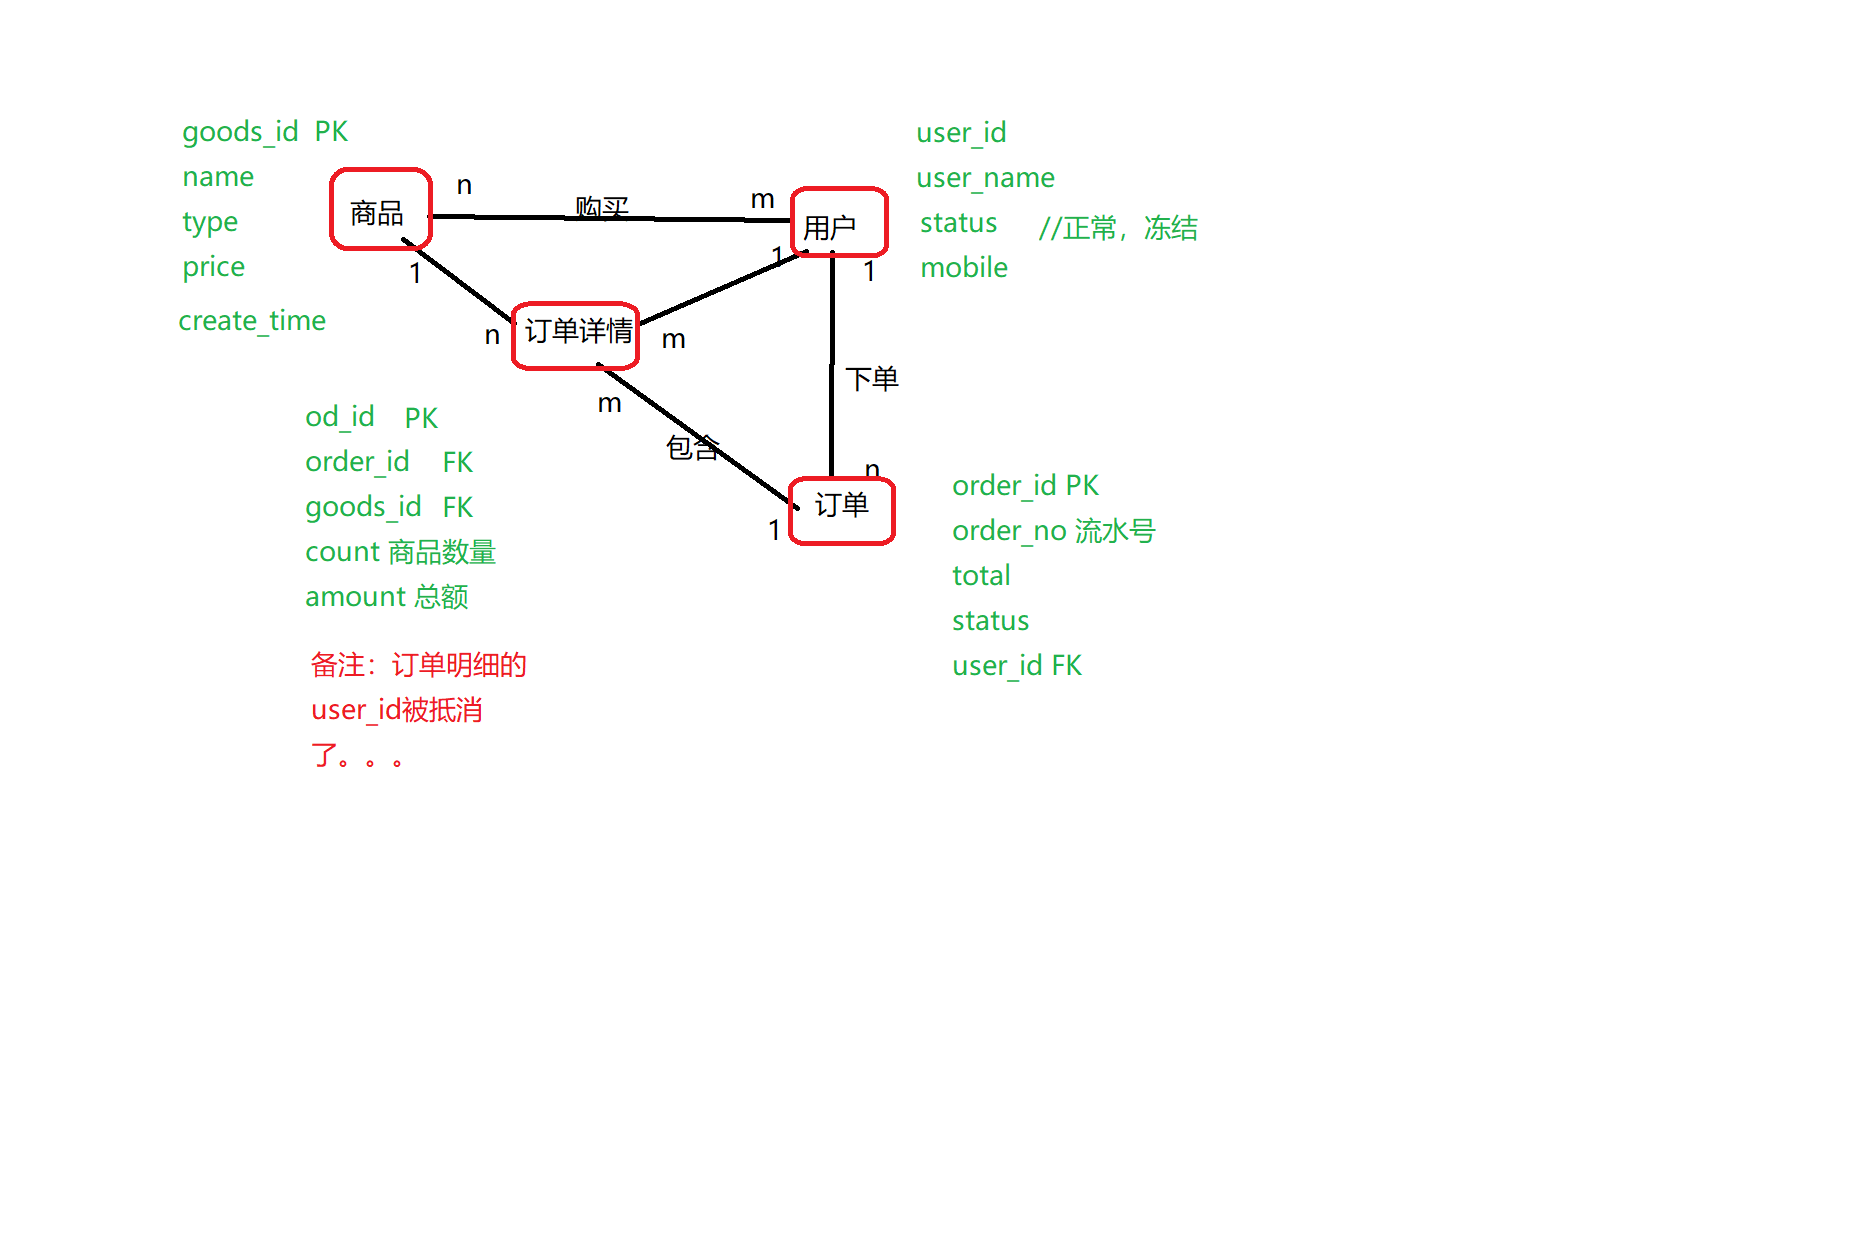 goods_id PK
name
type
price
create_time
商品
n
购买
m
用户
1
1
1
user_id
user_name
status //正常，冻结
mobile
n
订单详情
m
m
下单
包含
n
订单
1
od_id PK
order_id FK
goods_id FK
count 商品数量
amount 总额
order_id PK
order_no 流水号
total
status
user_id FK
备注：订单明细的
user_id被抵消
了。。。